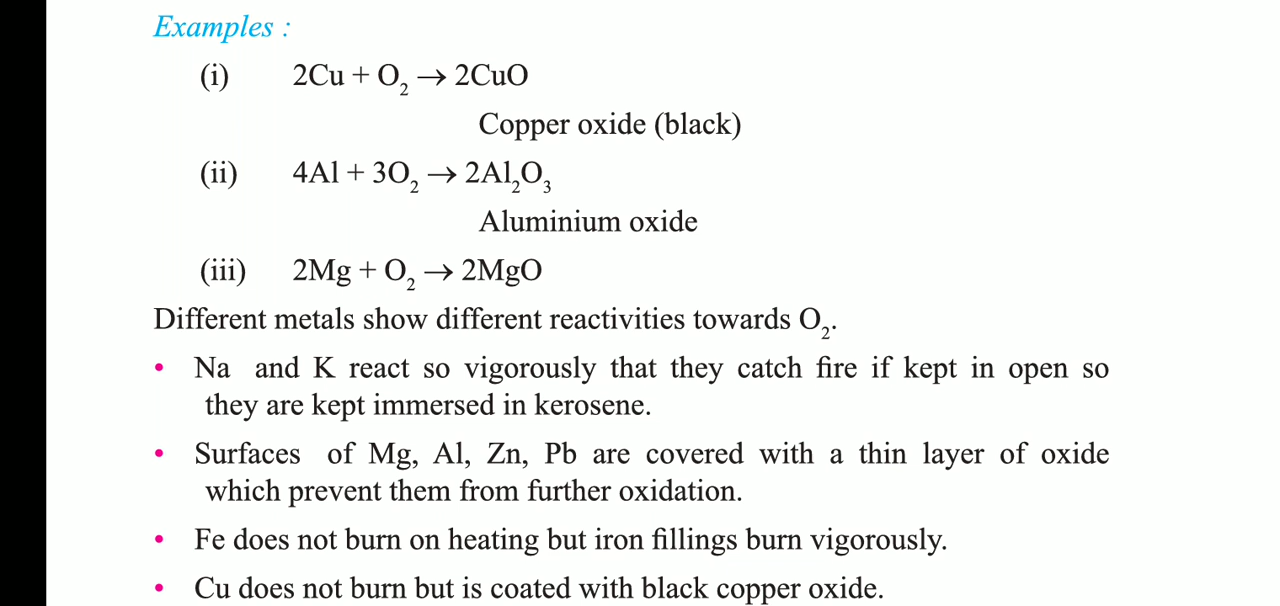 Examples :
(i) 2Cu + O₂ → 2CuO
Copper oxide (black)
(ii) 4Al + 3O₂ → 2Al₂O₃
Aluminium oxide
(iii) 2Mg + O₂ → 2MgO
Different metals show different reactivities towards O₂.
• Na and K react so vigorously that they catch fire if kept in open so
they are kept immersed in kerosene.
• Surfaces of Mg, Al, Zn, Pb are covered with a thin layer of oxide
which prevent them from further oxidation.
• Fe does not burn on heating but iron fillings burn vigorously.
• Cu does not burn but is coated with black copper oxide.